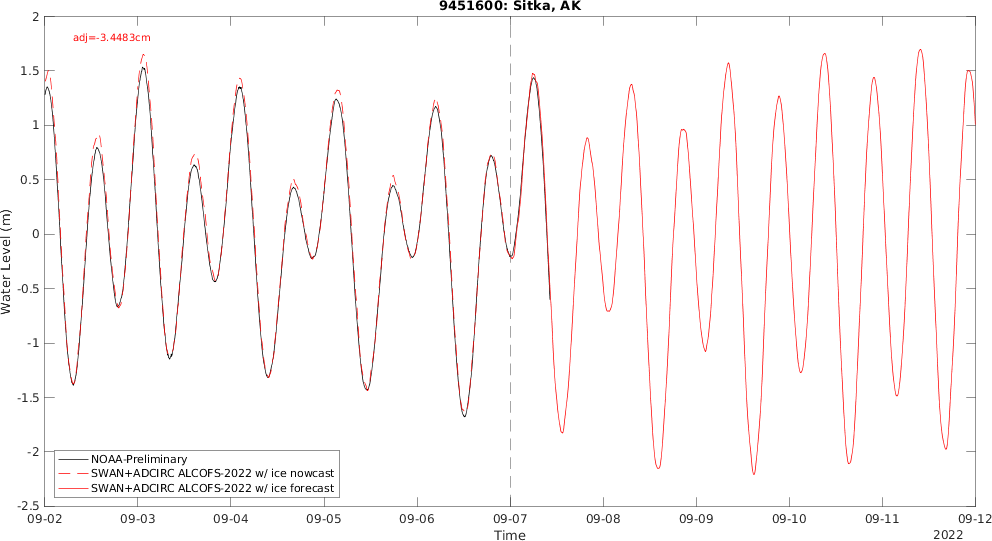 9451600: Sitka, AK
adj=-3.4483cm
2
1.5
1
0.5
0
-0.5
-1
-1.5
-2
-2.5
Water Level (m)
NOAA-Preliminary
SWAN+ADCIRC ALCOFS-2022 w/ ice nowcast
SWAN+ADCIRC ALCOFS-2022 w/ ice forecast
09-02 09-03 09-04 09-05 09-06 09-07 09-08 09-09 09-10 09-11 09-12
Time
2022